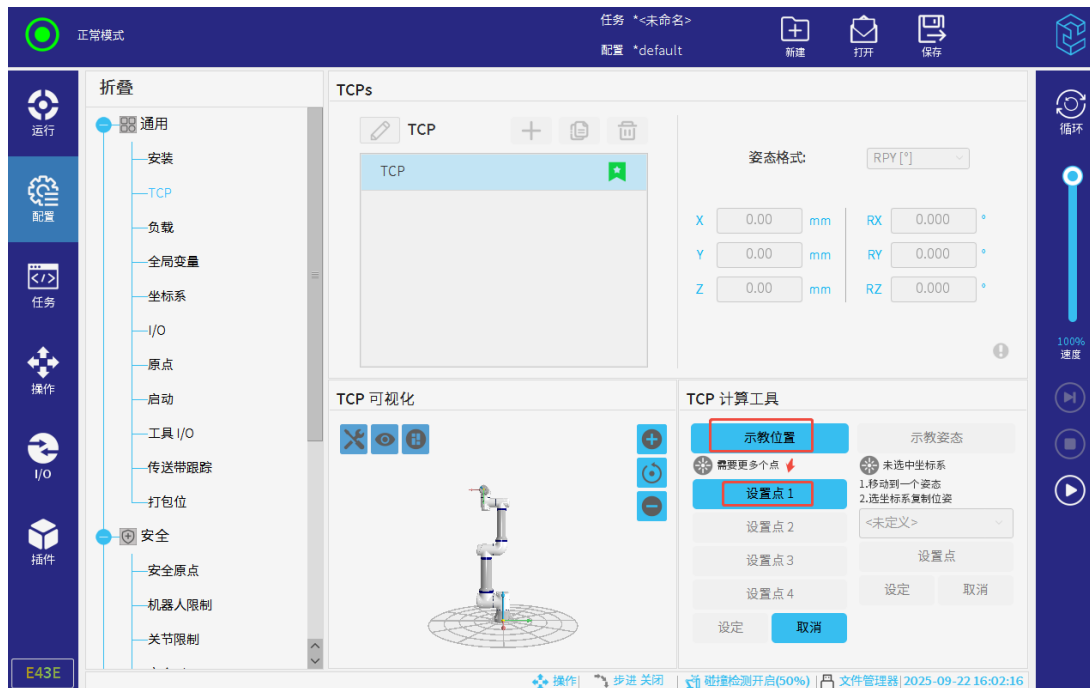 正常模式
任务 *<未命名>
配置 *default
新建
打开
保存
运行
配置
</>
任务
操作
I/O
插件
E43E
折叠
通用
安装
TCP
负载
全局变量
坐标系
I/O
原点
启动
工具 I/O
传送带跟踪
打包位
安全
安全原点
机器人限制
关节限制
TCPs
TCP
TCP
姿态格式:
RPY [°]
X 0.00 mm RX 0.000 °
Y 0.00 mm RY 0.000 °
Z 0.00 mm RZ 0.000 °
TCP 可视化
TCP 计算工具
示教位置
示教姿态
需要更多个点
未选中坐标系
1.移动到一个姿态
2.选坐标系复制位姿
设置点 1
<未定义>
设置点 2
设置点 3
设置点
设置点 4
设定
取消
设定
取消
循环
100%
速度
操作|
步进 关闭 |
碰撞检测开启(50%) |
文件管理器|
2025-09-22 16:02:16